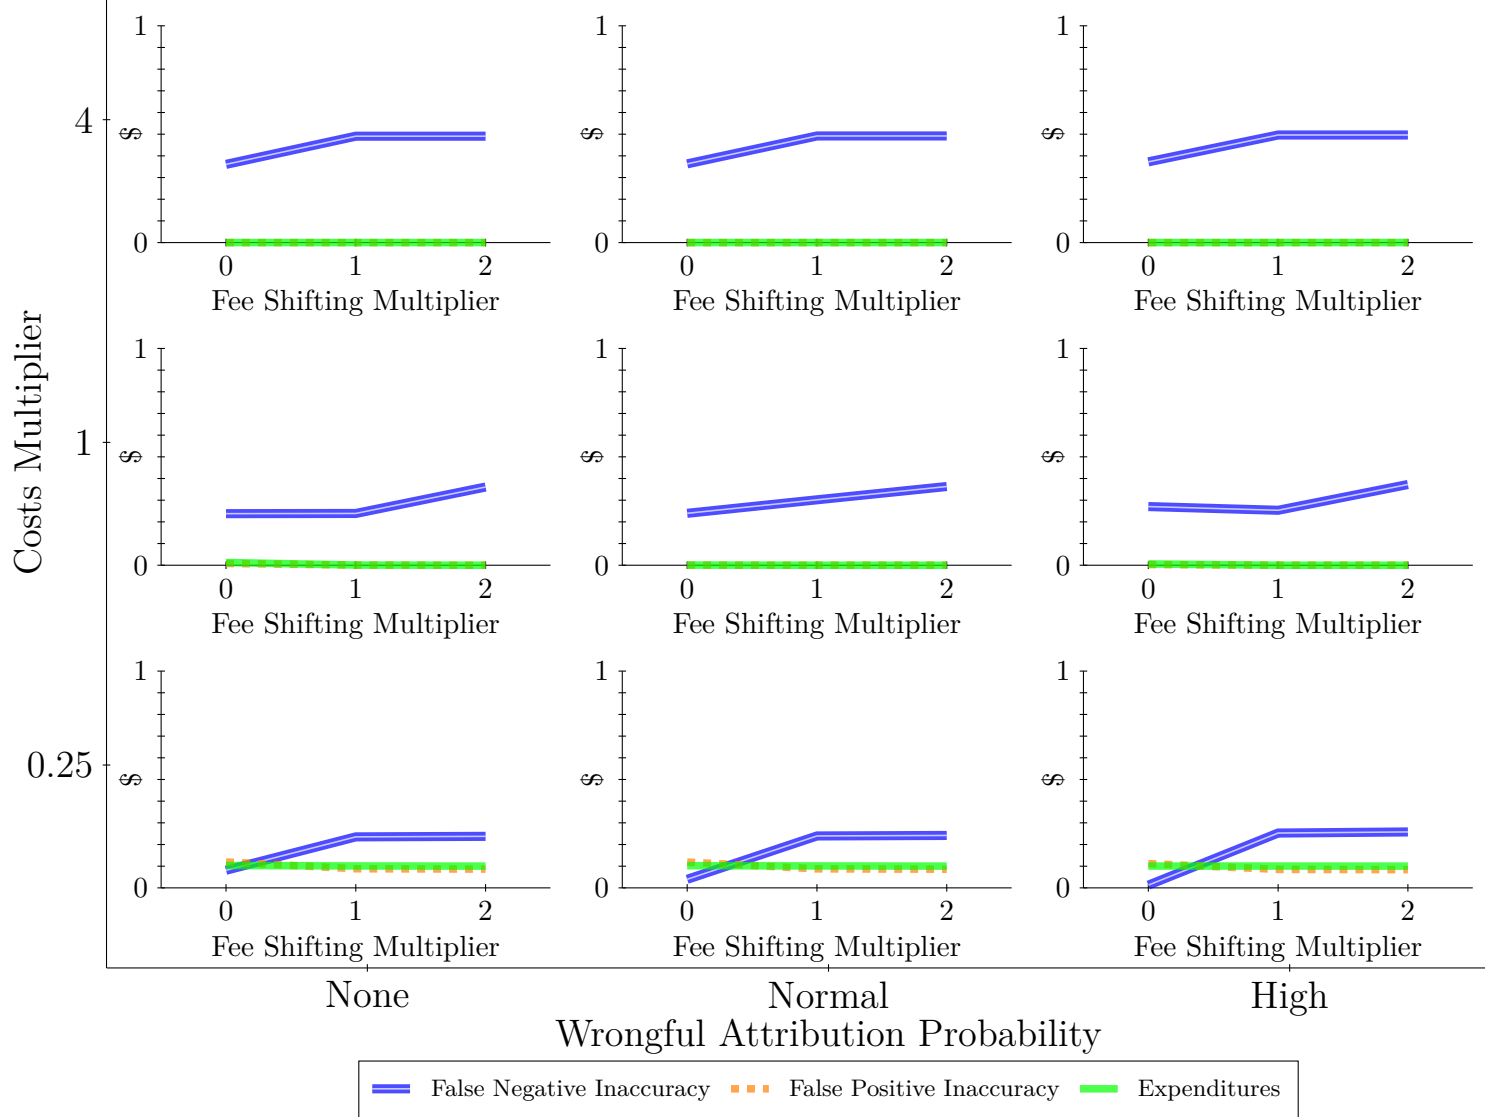 Costs Multiplier
4
1
0.25
1
$
0
0 1 2
Fee Shifting Multiplier
1
$
0
0 1 2
Fee Shifting Multiplier
1
$
0
0 1 2
Fee Shifting Multiplier
1
$
0
0 1 2
Fee Shifting Multiplier
1
$
0
0 1 2
Fee Shifting Multiplier
1
$
0
0 1 2
Fee Shifting Multiplier
1
$
0
0 1 2
Fee Shifting Multiplier
1
$
0
0 1 2
Fee Shifting Multiplier
1
$
0
0 1 2
Fee Shifting Multiplier
None Normal High
Wrongful Attribution Probability
False Negative Inaccuracy False Positive Inaccuracy Expenditures